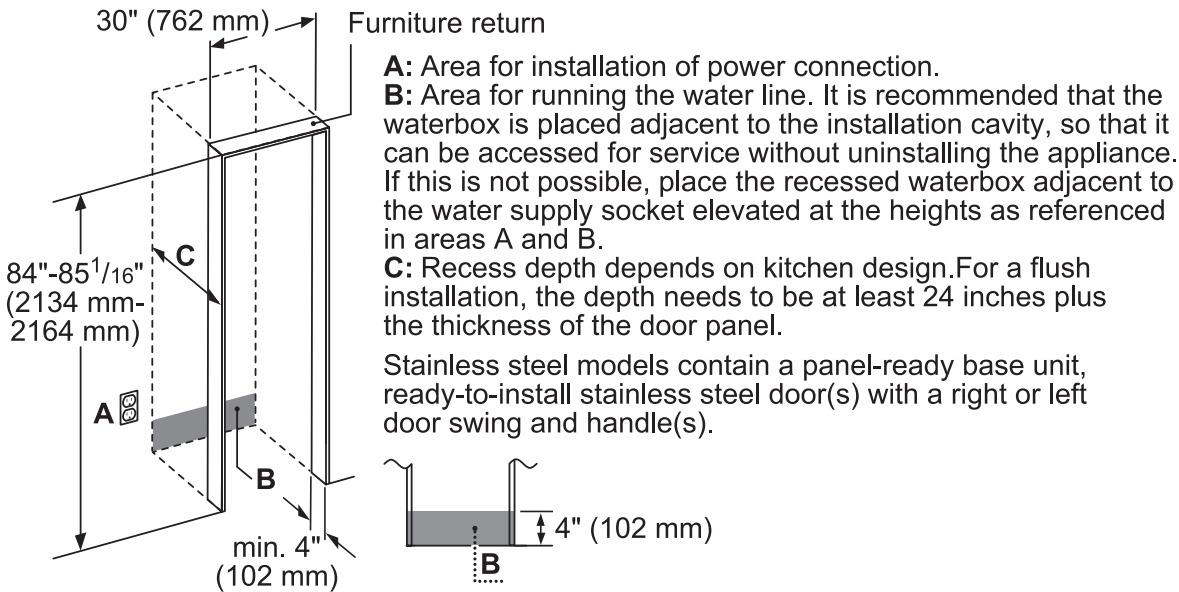 30" (762 mm)
Furniture return
A: Area for installation of power connection.
B: Area for running the water line. It is recommended that the
waterbox is placed adjacent to the installation cavity, so that it
can be accessed for service without uninstalling the appliance.
If this is not possible, place the recessed waterbox adjacent to
the water supply socket elevated at the heights as referenced
in areas A and B.
C: Recess depth depends on kitchen design.For a flush
installation, the depth needs to be at least 24 inches plus
the thickness of the door panel.
Stainless steel models contain a panel-ready base unit,
ready-to-install stainless steel door(s) with a right or left
door swing and handle(s).
C
84"-85 1/16"
(2134 mm-
2164 mm)
A
B
min. 4"
(102 mm)
4" (102 mm)
B